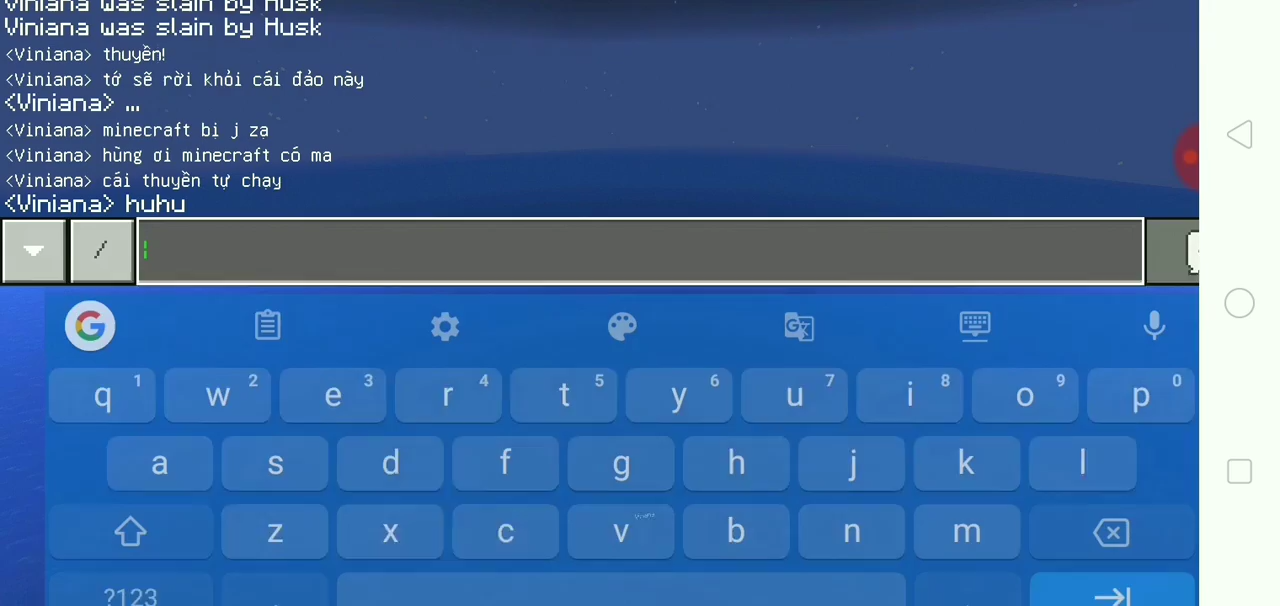 Viniana was slain by Husk
Viniana was slain by Husk
<Viniana> thuyền!
<Viniana> tớ sẽ rời khỏi cái đảo này
<Viniana> ...
<Viniana> minecraft bị j zạ
<Viniana> hùng ơi minecraft có ma
<Viniana> cái thuyền tự chạy
<Viniana> huhu
/
G
q 1 w 2 e 3 r 4 t 5 y 6 u 7 i 8 o 9 p 0
a s d f g h j k l
z x c v b n m
?123 .